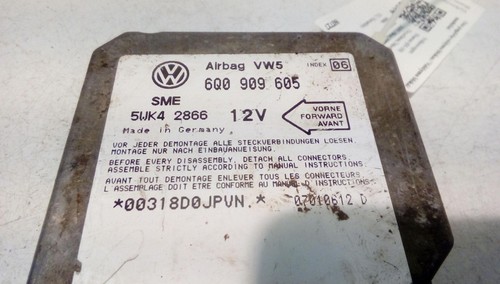 Airbag VW5 INDEX 06
6Q0 909 605
SME
5WK4 2866 12V
VORNE
FORWARD
AVANT
Made in Germany
VOR JEDER DEMONTAGE ALLE STECKVERBINDUNGEN LOESEN.
MONTAGE NUR NACH EINBAUANWEISUNG.
BEFORE EVERY DISASSEMBLY, DETACH ALL CONNECTORS.
ASSEMBLE STRICTLY ACCORDING TO MANUAL INSTRUCTIONS.
AVANT TOUT DEMONTAGE ENLEVER TOUS LES CONNECTEURS.
L ASSEMBLAGE DOIT ETRE CONFORME AU MANUEL D INSTRUCTIONS
*00318D0JPVN.* 07010612 D